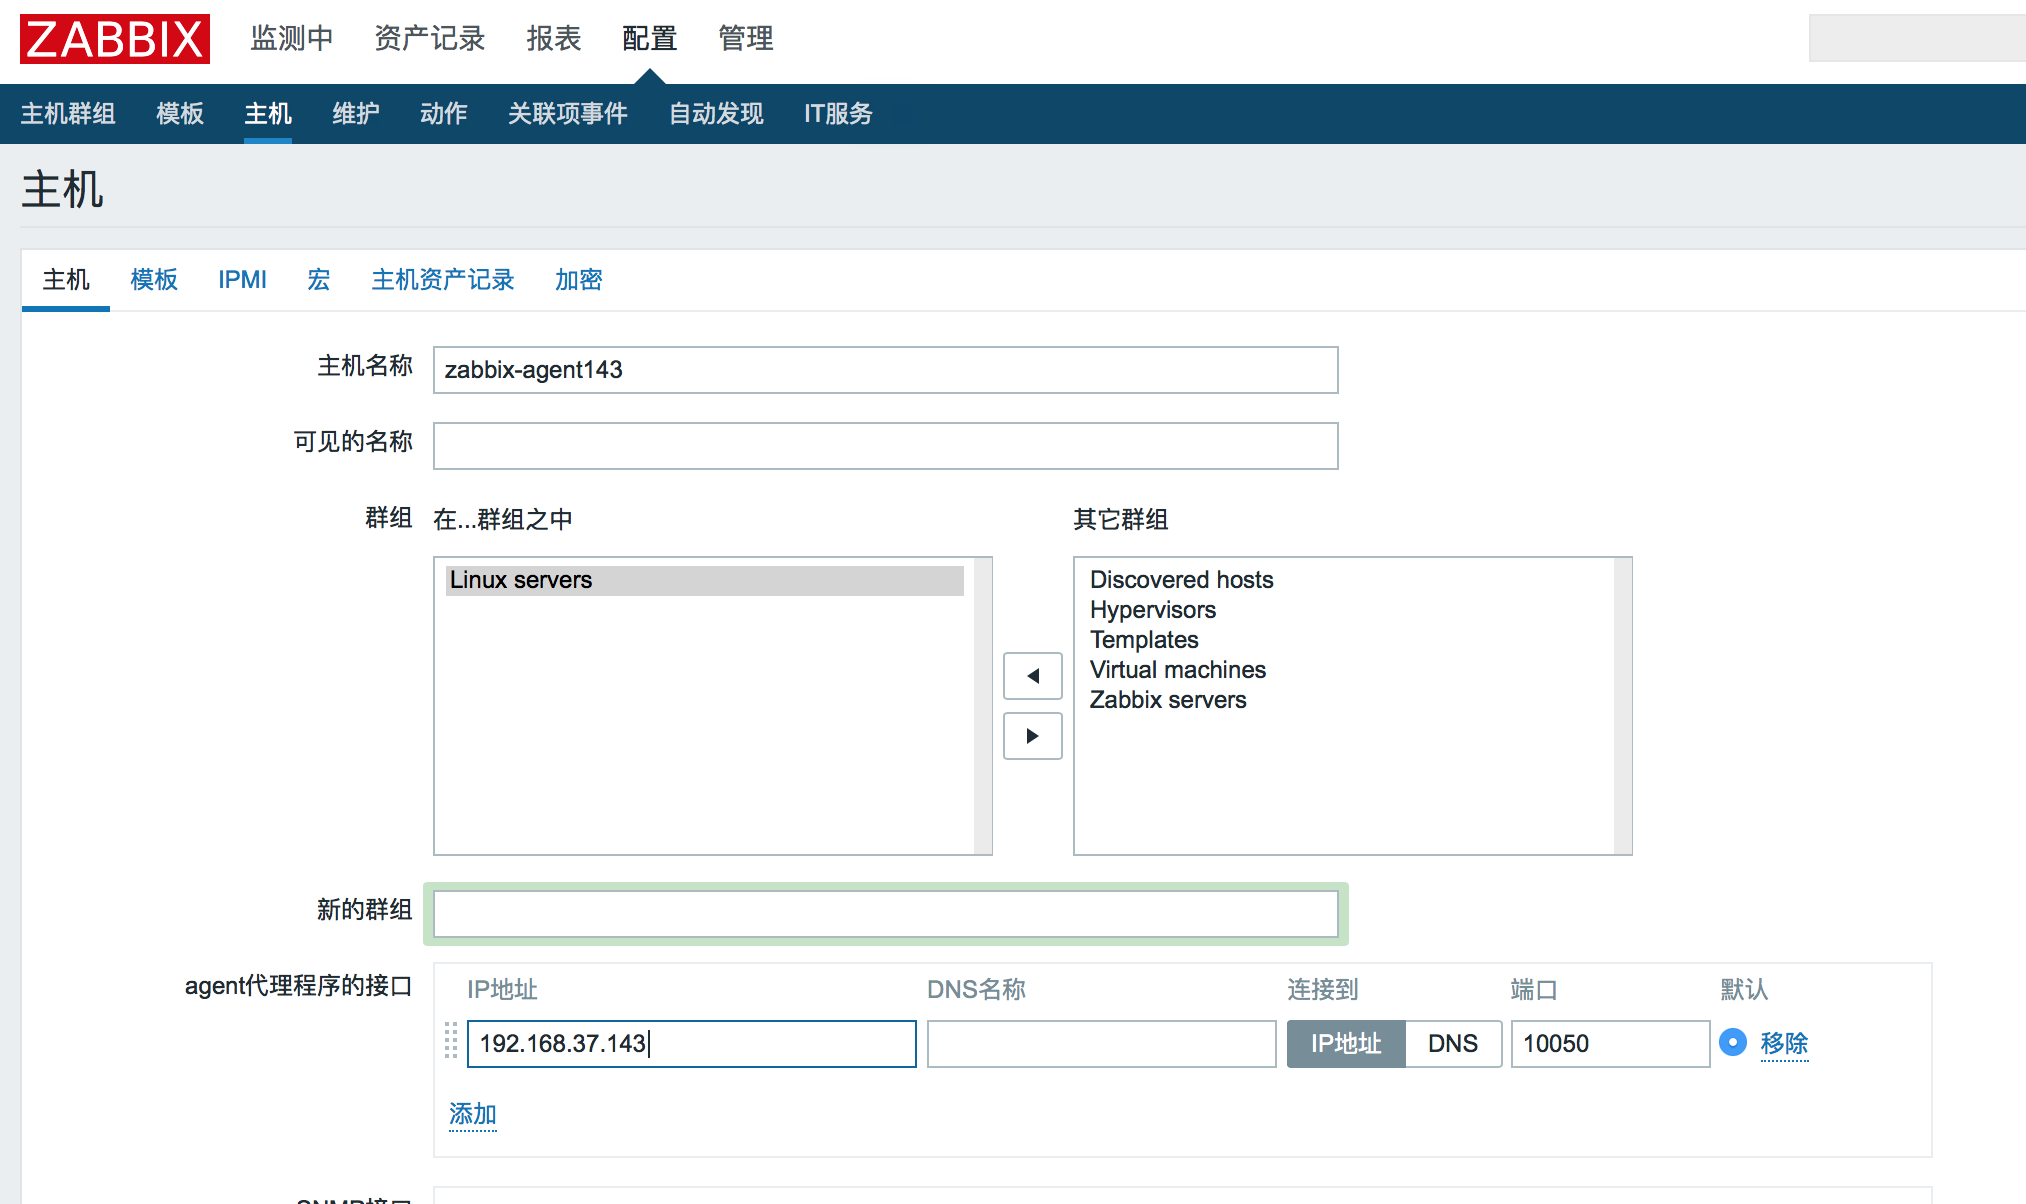 ZABBIX 监测中 资产记录 报表 配置 管理
主机群组 模板 主机 维护 动作 关联项事件 自动发现 IT服务
主机
主机 模板 IPMI 宏 主机资产记录 加密
主机名称 zabbix-agent143
可见的名称
群组 在...群组之中 其它群组
Linux servers
Discovered hosts
Hypervisors
Templates
Virtual machines
Zabbix servers
新的群组
agent代理程序的接口 IP地址 DNS名称 连接到 端口 默认
192.168.37.143 IP地址 DNS 10050 移除
添加
SNMP接口